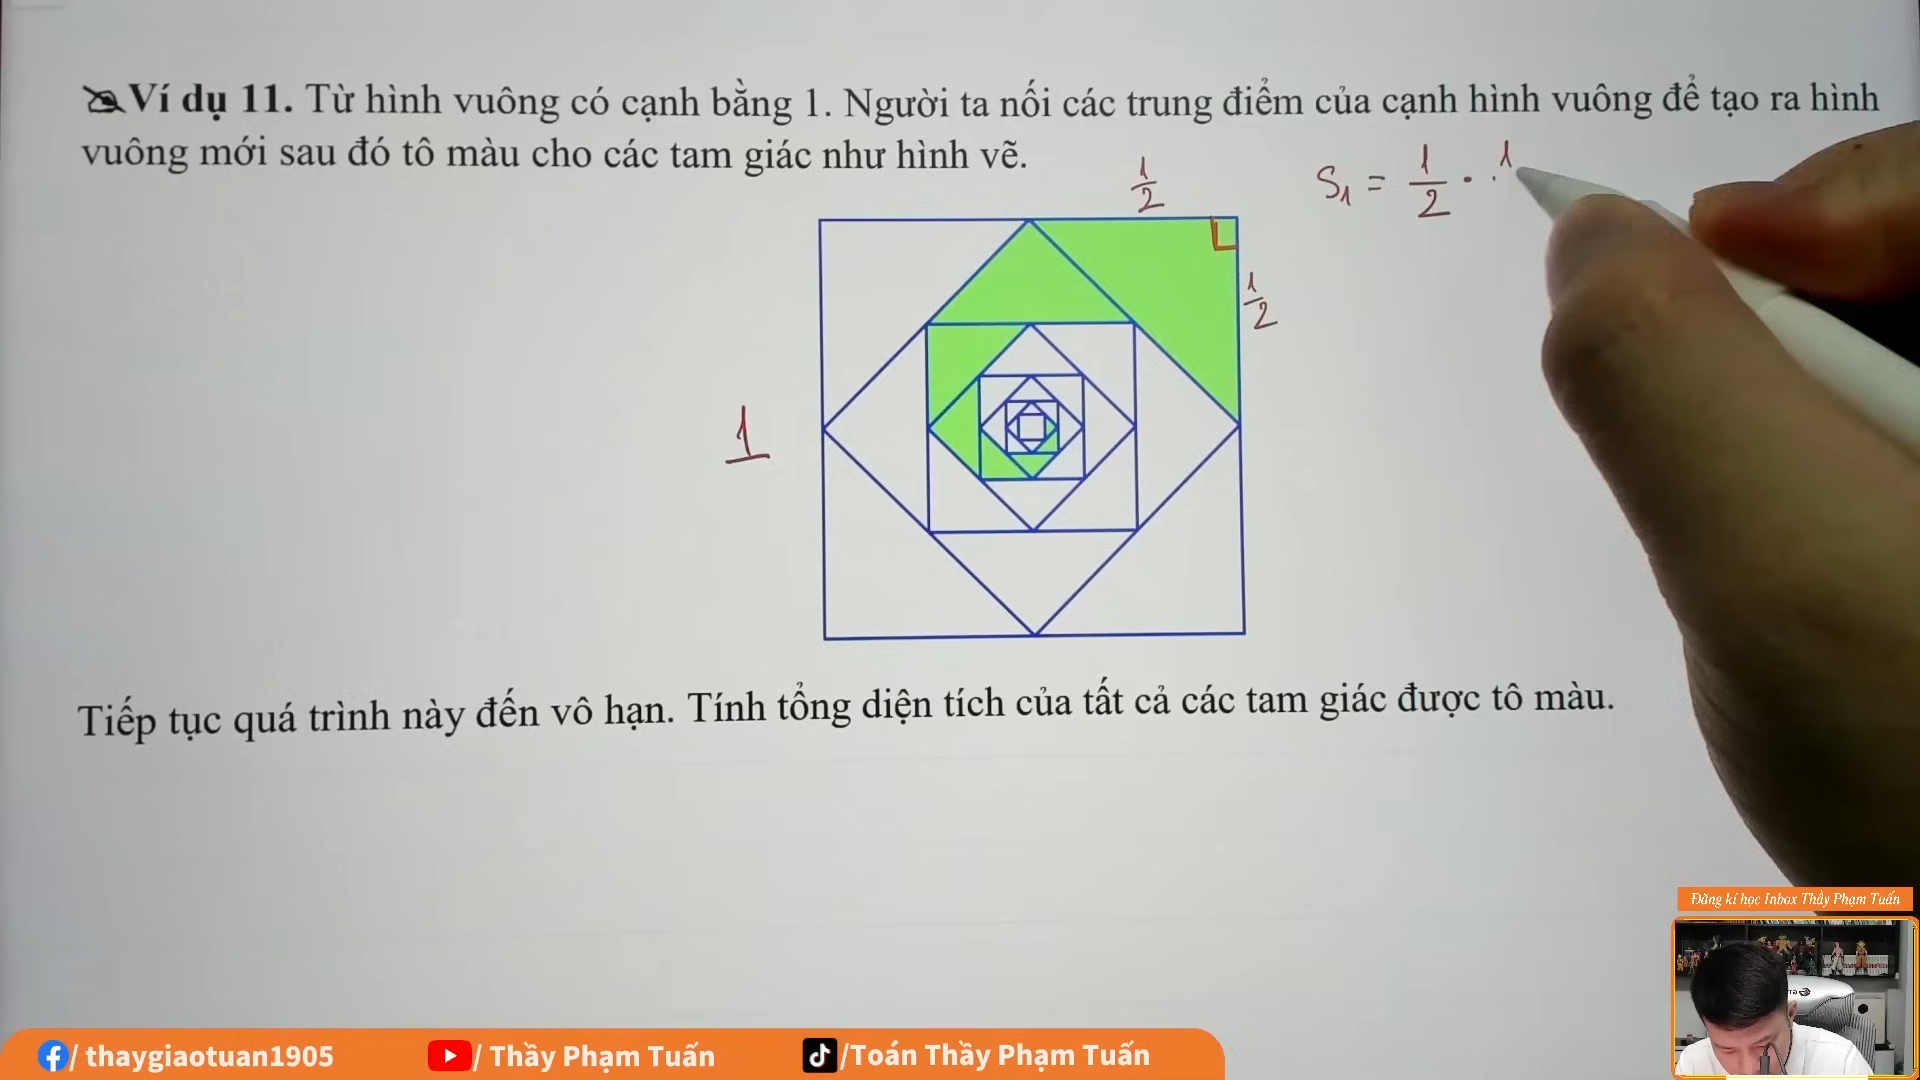 Ví dụ 11. Từ hình vuông có cạnh bằng 1. Người ta nối các trung điểm của cạnh hình vuông để tạo ra hình
vuông mới sau đó tô màu cho các tam giác như hình vẽ.
S₁ = 1/2 . 1
1/2
1/2
1
Tiếp tục quá trình này đến vô hạn. Tính tổng diện tích của tất cả các tam giác được tô màu.
Đăng kí học Inbox Thầy Phạm Tuấn
/ thaygiaotuan1905
/ Thầy Phạm Tuấn
/Toán Thầy Phạm Tuấn